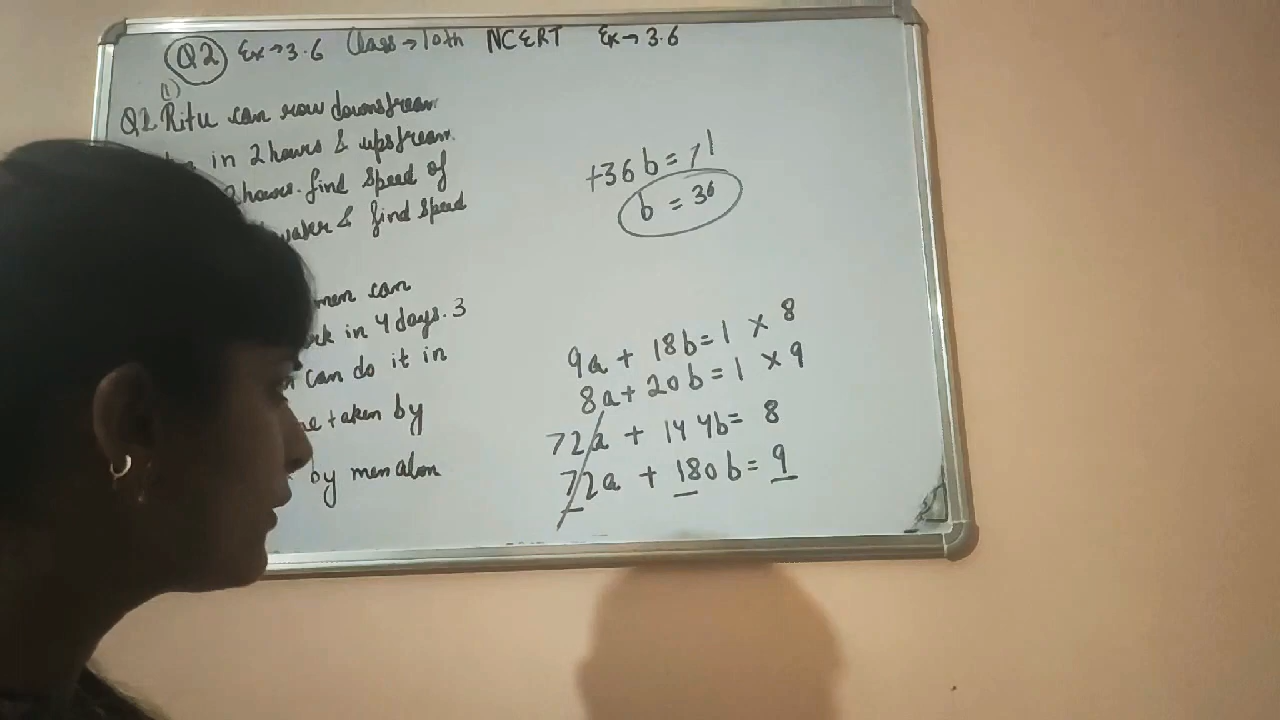 Q2 Ex→3.6 Class→10th NCERT Ex→3.6
(1)
Q2 Ritu can row downstream
in 2 hours & upstream.
hours. find Speed of
water & find Speed
men can
in 4 days. 3
can do it in
taken by
by men alon
+36b = +1
b = 36
9a + 18b = 1 × 8
8a + 20b = 1 × 9
72a + 144b = 8
72a + 180b = 9